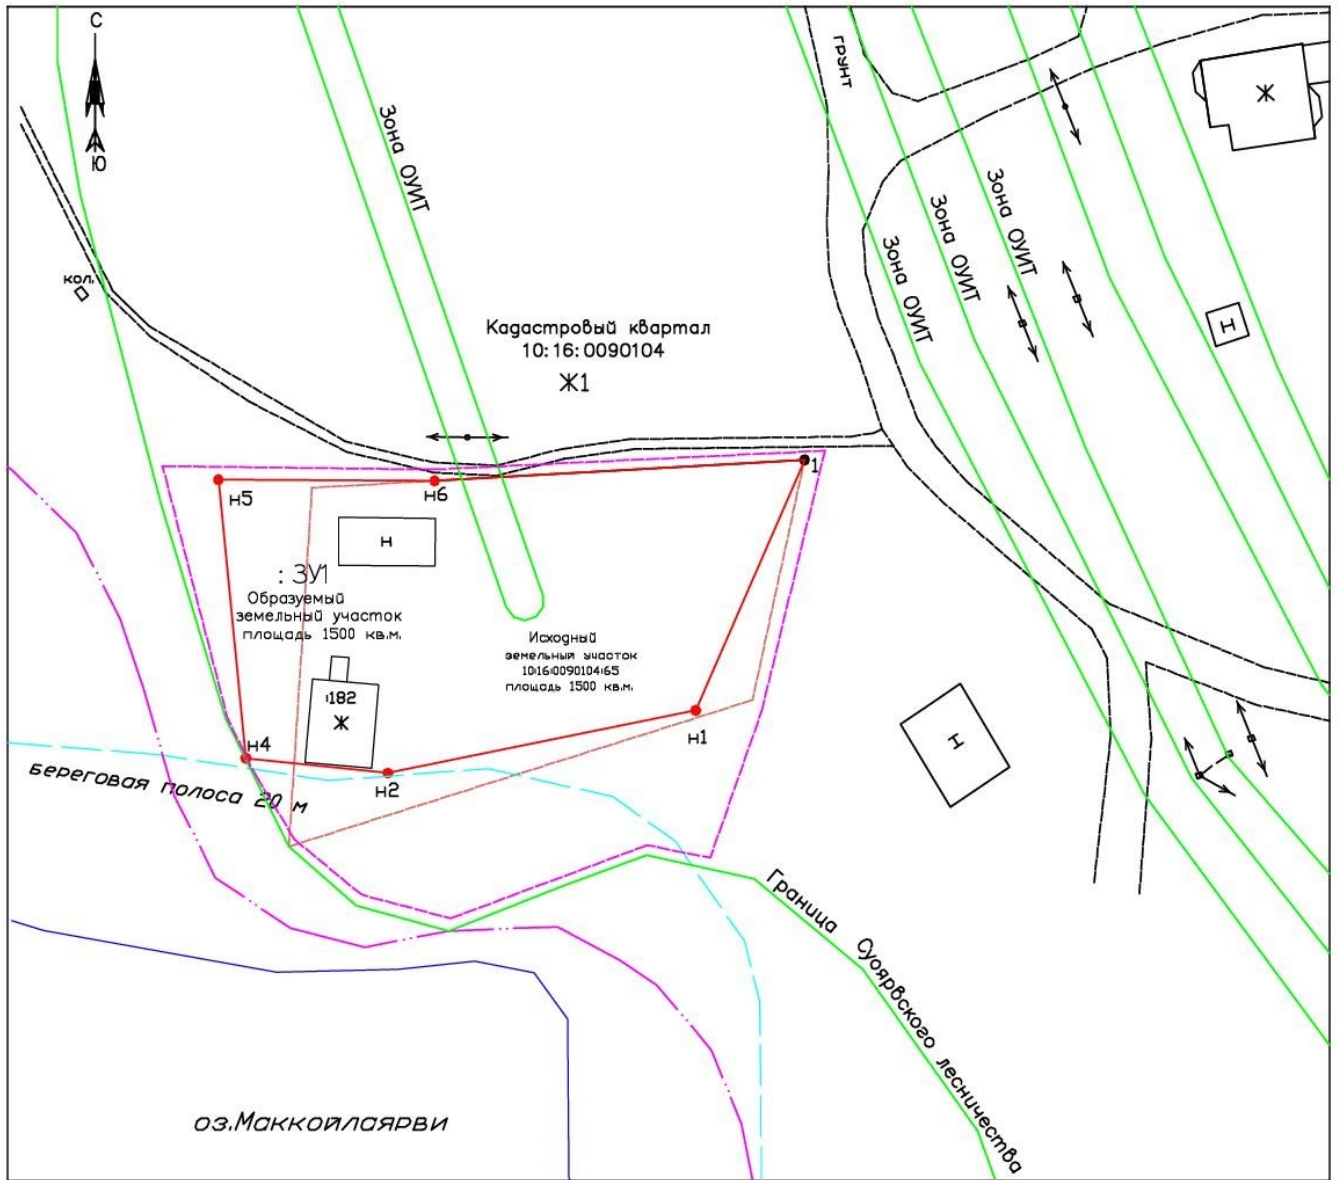 С
Ю
грунт
Ж
Зона ОУИТ
Зона ОУИТ
Зона ОУИТ
Зона ОУИТ
кол.
Н
Кадастровый квартал
10:16:0090104
Ж1
1
н5
н6
Н
:ЗУ1
Образуемый
земельный участок
площадь 1500 кв.м.
Исходный
земельный участок
10:16:0090104:65
площадь 1500 кв.м.
:182
Ж
н1
Н
н4
н2
Береговая полоса 20 м
Граница Суоярвского лесничества
оз.Маккойлаярви